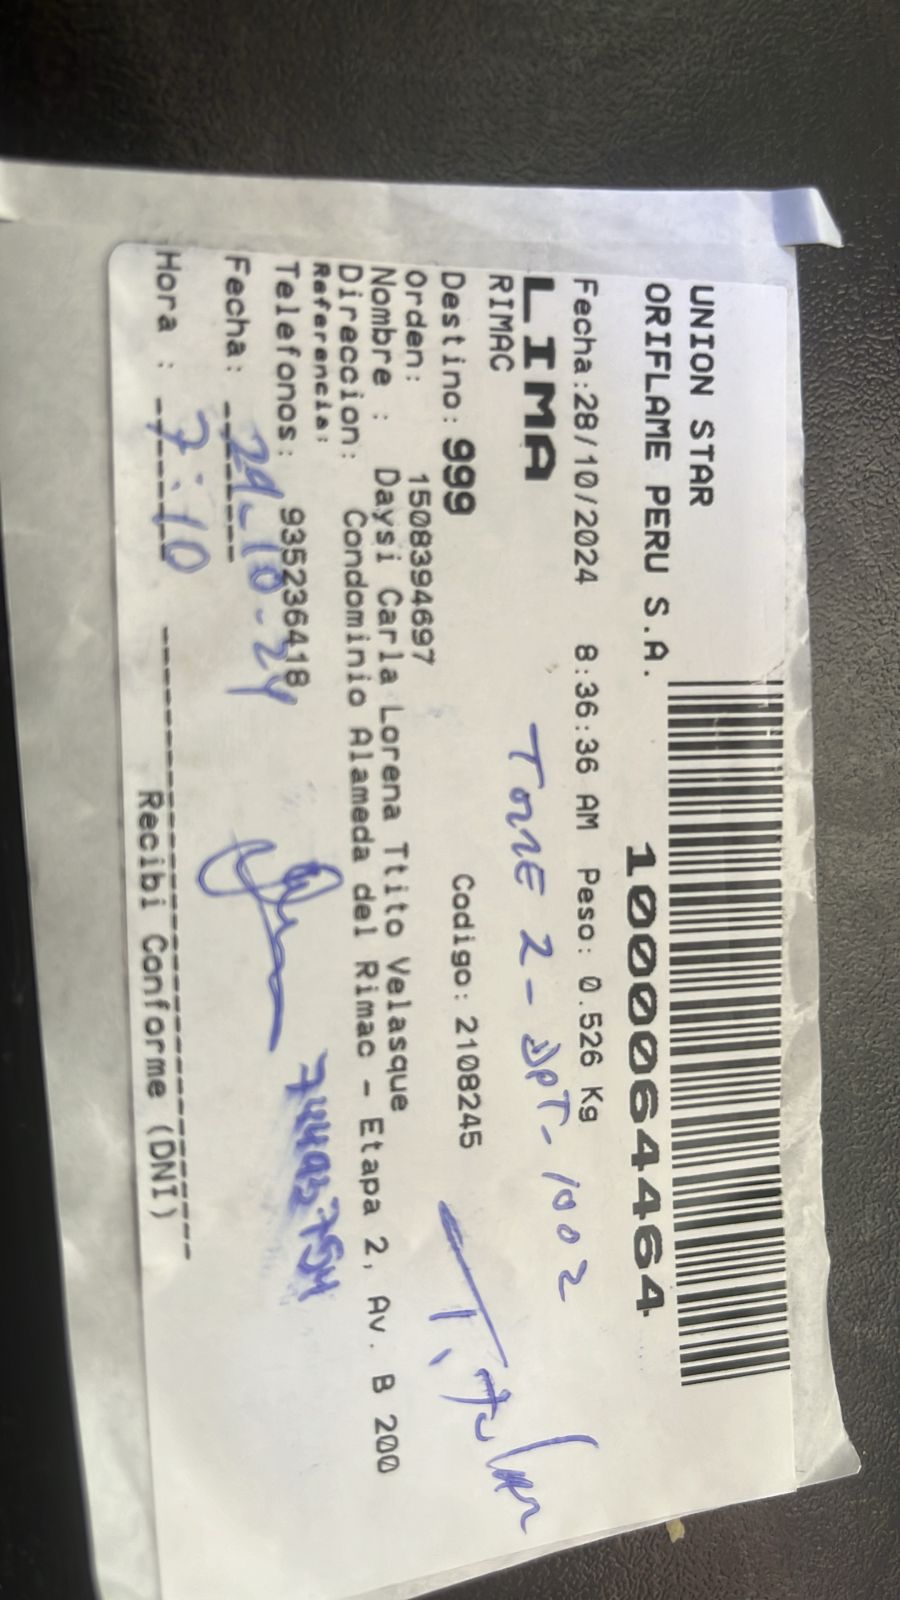 UNION STAR
ORIFLAME PERU S.A.
1000064464
Fecha:28/10/2024 8:36:36 AM Peso: 0.526 Kg
LIMA
RIMAC
TORRE 2 - DPT - 1002
Destino: 999 Codigo: 2108245
Titular
Orden: 1508394697
Nombre : Daysi Carla Lorena Ttito Velasque
Direccion: Condominio Alameda del Rimac - Etapa 2, Av. B 200
Referencia:
Telefonos: 935236418
Fecha: 29-10-24
Hora : 7:10
Recibi Conforme (DNI)